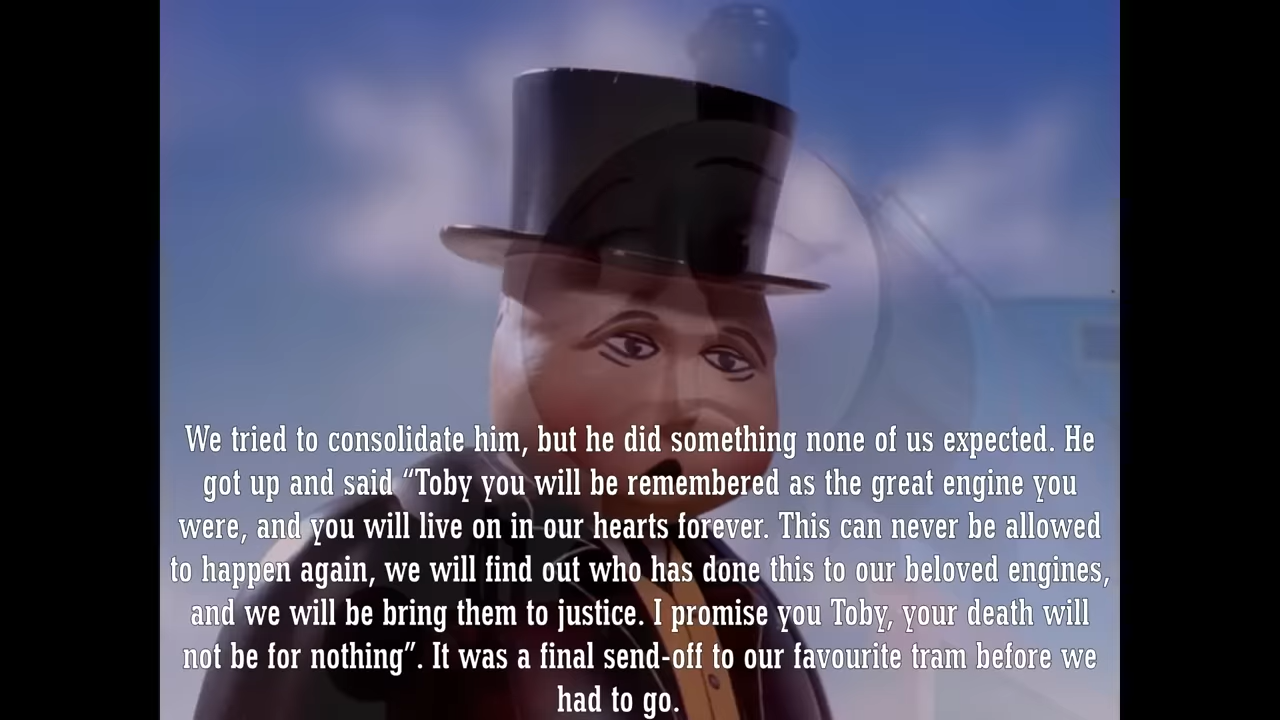 We tried to consolidate him, but he did something none of us expected. He
got up and said “Toby you will be remembered as the great engine you
were, and you will live on in our hearts forever. This can never be allowed
to happen again, we will find out who has done this to our beloved engines,
and we will be bring them to justice. I promise you Toby, your death will
not be for nothing”. It was a final send-off to our favourite tram before we
had to go.